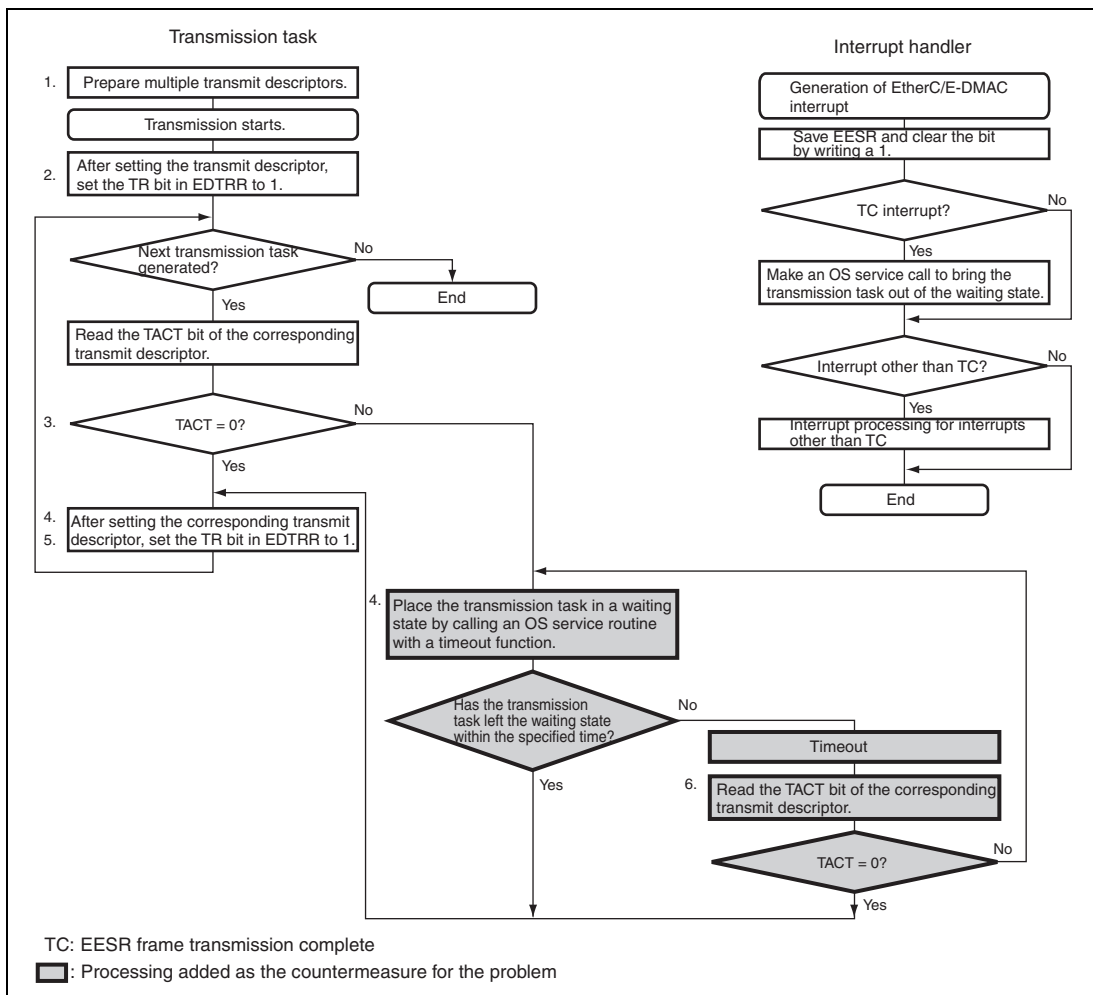 Transmission task
1. Prepare multiple transmit descriptors.
Transmission starts.
2. After setting the transmit descriptor,
set the TR bit in EDTRR to 1.
Next transmission task
generated?
No
End
Yes
Read the TACT bit of the corresponding
transmit descriptor.
3. TACT = 0?
No
Yes
4. After setting the corresponding transmit
5. descriptor, set the TR bit in EDTRR to 1.
4. Place the transmission task in a waiting
state by calling an OS service routine
with a timeout function.
Has the transmission
task left the waiting state
within the specified time?
No
Yes
Timeout
6. Read the TACT bit of the corresponding
transmit descriptor.
TACT = 0?
No
Yes
Interrupt handler
Generation of EtherC/E-DMAC
interrupt
Save EESR and clear the bit
by writing a 1.
TC interrupt?
No
Yes
Make an OS service call to bring the
transmission task out of the waiting state.
Interrupt other than TC?
No
Yes
Interrupt processing for interrupts
other than TC
End
TC: EESR frame transmission complete
: Processing added as the countermeasure for the problem